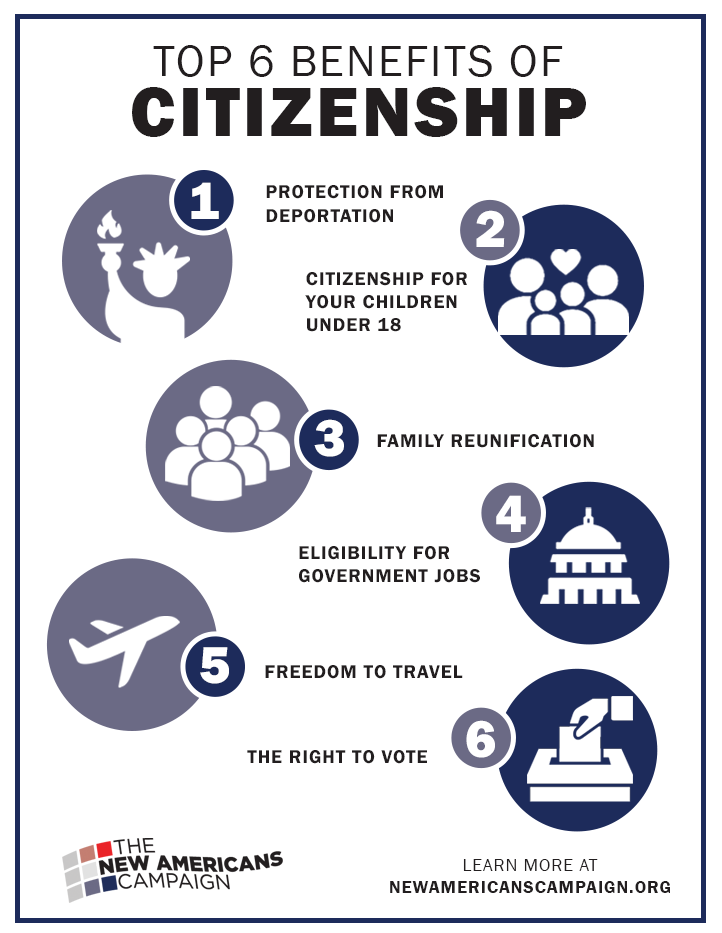 TOP 6 BENEFITS OF
CITIZENSHIP
1
PROTECTION FROM
DEPORTATION
2
CITIZENSHIP FOR
YOUR CHILDREN
UNDER 18
3
FAMILY REUNIFICATION
4
ELIGIBILITY FOR
GOVERNMENT JOBS
5
FREEDOM TO TRAVEL
6
THE RIGHT TO VOTE
THE
NEW AMERICANS
CAMPAIGN
LEARN MORE AT
NEWAMERICANSCAMPAIGN.ORG